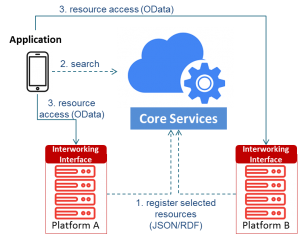 3. resource access (OData)
Application
2. search
3. resource
access (OData)
Core Services
Interworking
Interface
Interworking
Interface
1. register selected
resources
(JSON/RDF)
Platform A
Platform B